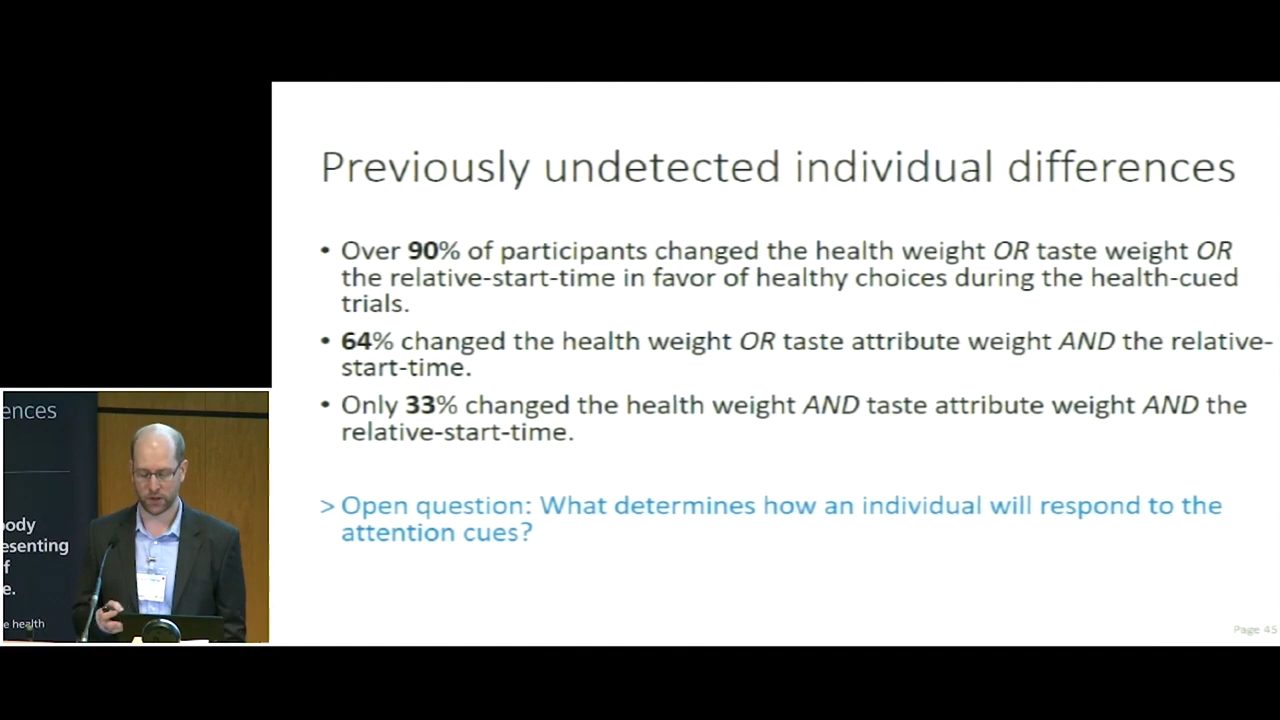 Previously undetected individual differences
• Over 90% of participants changed the health weight OR taste weight OR
the relative-start-time in favor of healthy choices during the health-cued
trials.
• 64% changed the health weight OR taste attribute weight AND the relative-
start-time.
• Only 33% changed the health weight AND taste attribute weight AND the
relative-start-time.
> Open question: What determines how an individual will respond to the
attention cues?
Page 45
ences
ody
esenting
f
e.
e health